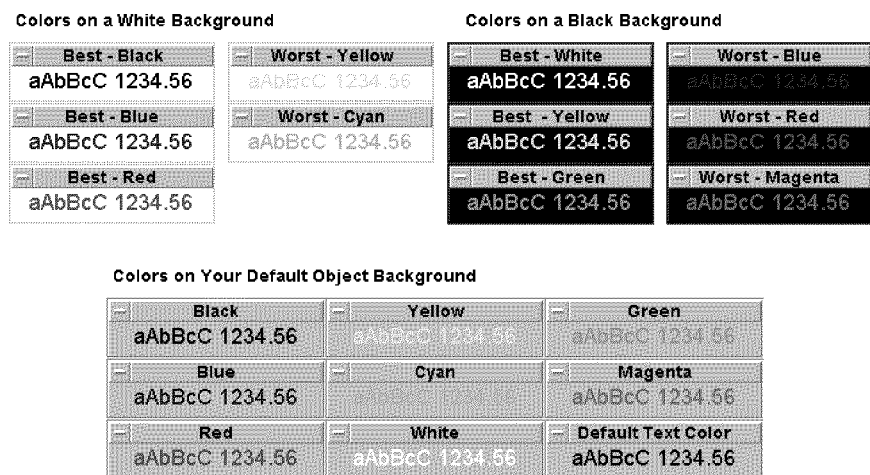 Colors on a White Background
Colors on a Black Background
Best - Black
Worst - Yellow
Best - White
Worst - Blue
aAbBcC 1234.56
aAbBcC 1234.56
aAbBcC 1234.56
aAbBcC 1234.56
Best - Blue
Worst - Cyan
Best - Yellow
Worst - Red
aAbBcC 1234.56
aAbBcC 1234.56
aAbBcC 1234.56
aAbBcC 1234.56
Best - Red
Best - Green
Worst - Magenta
aAbBcC 1234.56
aAbBcC 1234.56
aAbBcC 1234.56
Colors on Your Default Object Background
Black
Yellow
Green
aAbBcC 1234.56
aAbBcC 1234.56
aAbBcC 1234.56
Blue
Cyan
Magenta
aAbBcC 1234.56
aAbBcC 1234.56
aAbBcC 1234.56
Red
White
Default Text Color
aAbBcC 1234.56
aAbBcC 1234.56
aAbBcC 1234.56